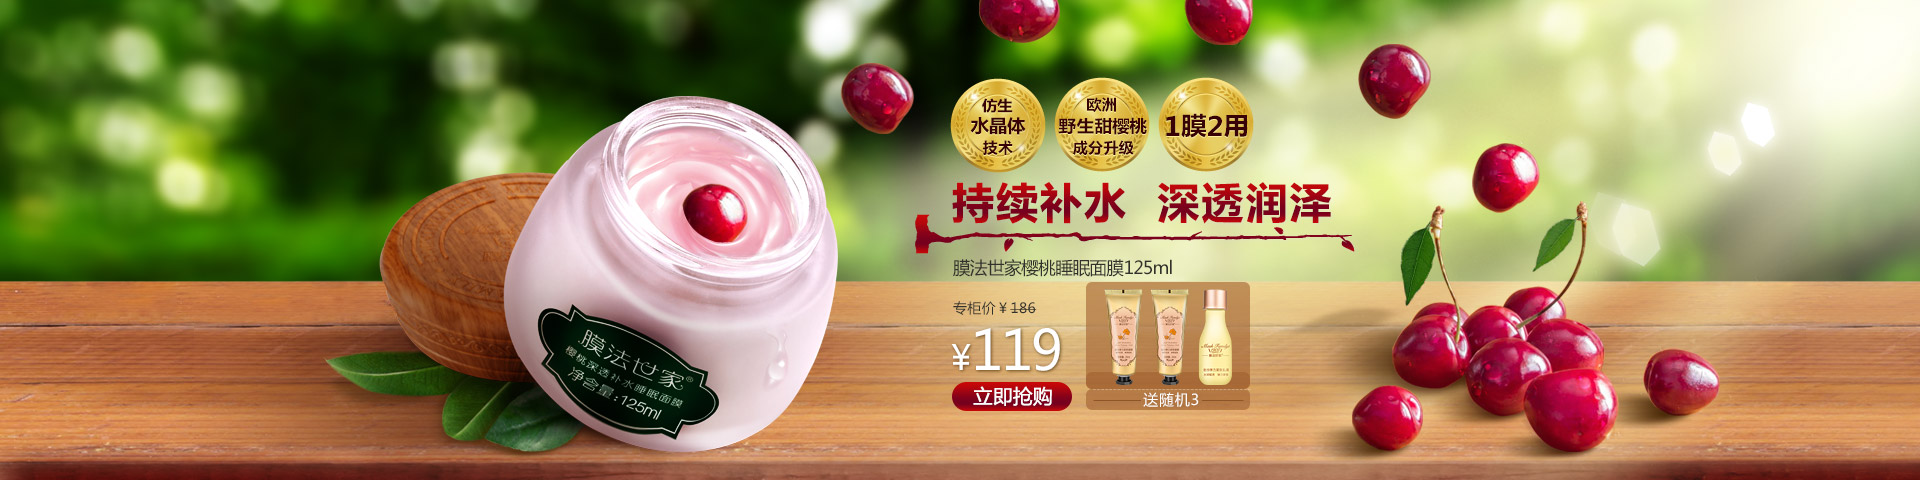 仿生
水晶体
技术
欧洲
野生甜樱桃
成分升级
1膜2用
持续补水 深透润泽
膜法世家樱桃睡眠面膜125ml
专柜价￥186
￥119
立即抢购
送随机3
膜法世家®
樱桃深透补水睡眠面膜
净含量:125ml